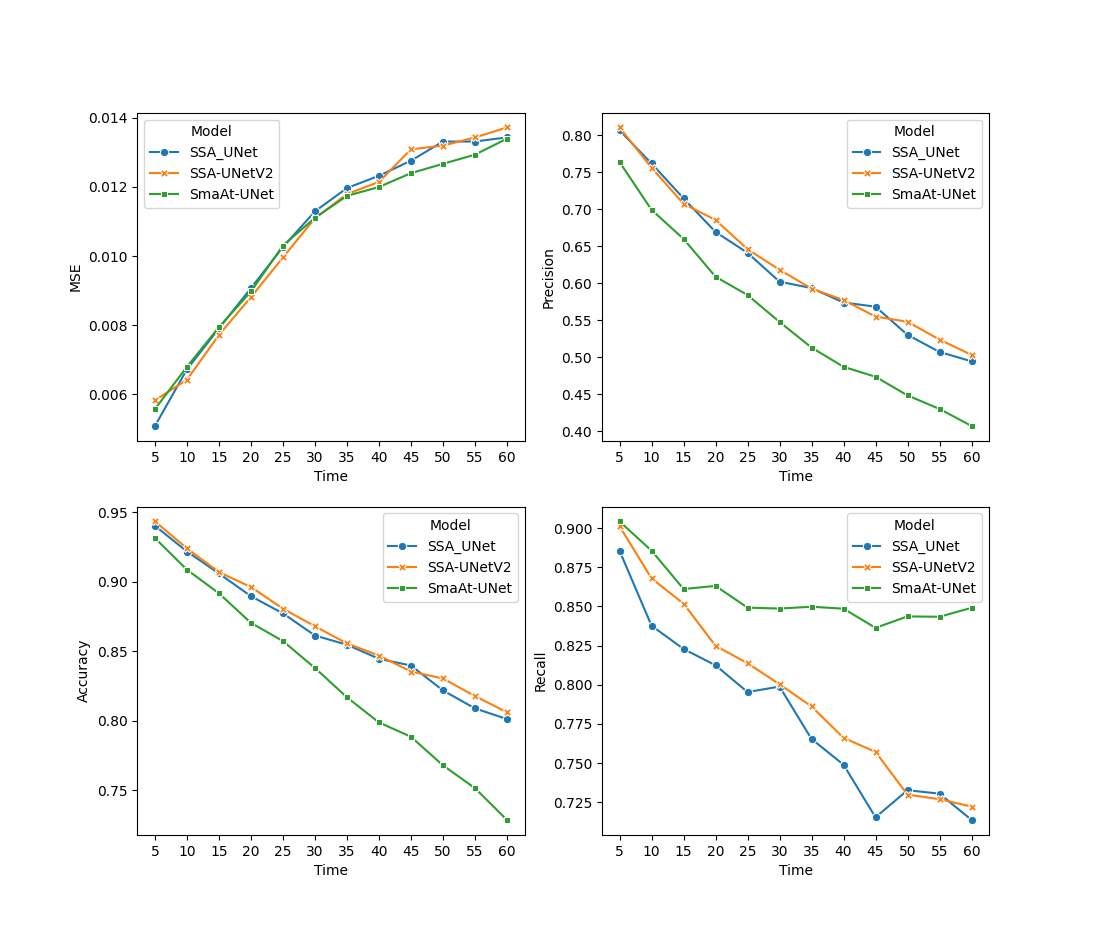 0.014
0.012
0.010
0.008
0.006
MSE
Model
SSA_UNet
SSA-UNetV2
SmaAt-UNet
5 10 15 20 25 30 35 40 45 50 55 60
Time
0.80
0.75
0.70
0.65
0.60
0.55
0.50
0.45
0.40
Precision
Model
SSA_UNet
SSA-UNetV2
SmaAt-UNet
5 10 15 20 25 30 35 40 45 50 55 60
Time
0.95
0.90
0.85
0.80
0.75
Accuracy
Model
SSA_UNet
SSA-UNetV2
SmaAt-UNet
5 10 15 20 25 30 35 40 45 50 55 60
Time
0.900
0.875
0.850
0.825
0.800
0.775
0.750
0.725
Recall
Model
SSA_UNet
SSA-UNetV2
SmaAt-UNet
5 10 15 20 25 30 35 40 45 50 55 60
Time